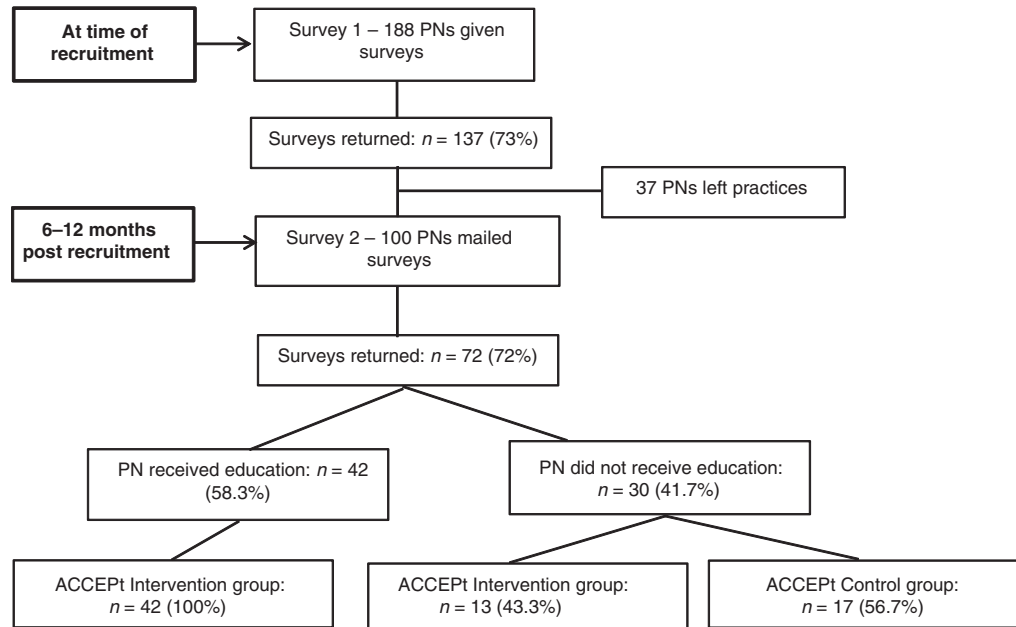 At time of
recruitment
Survey 1 – 188 PNs given
surveys
Surveys returned: n = 137 (73%)
37 PNs left practices
6–12 months
post recruitment
Survey 2 – 100 PNs mailed
surveys
Surveys returned: n = 72 (72%)
PN received education: n = 42
(58.3%)
PN did not receive education:
n = 30 (41.7%)
ACCEPt Intervention group:
n = 42 (100%)
ACCEPt Intervention group:
n = 13 (43.3%)
ACCEPt Control group:
n = 17 (56.7%)